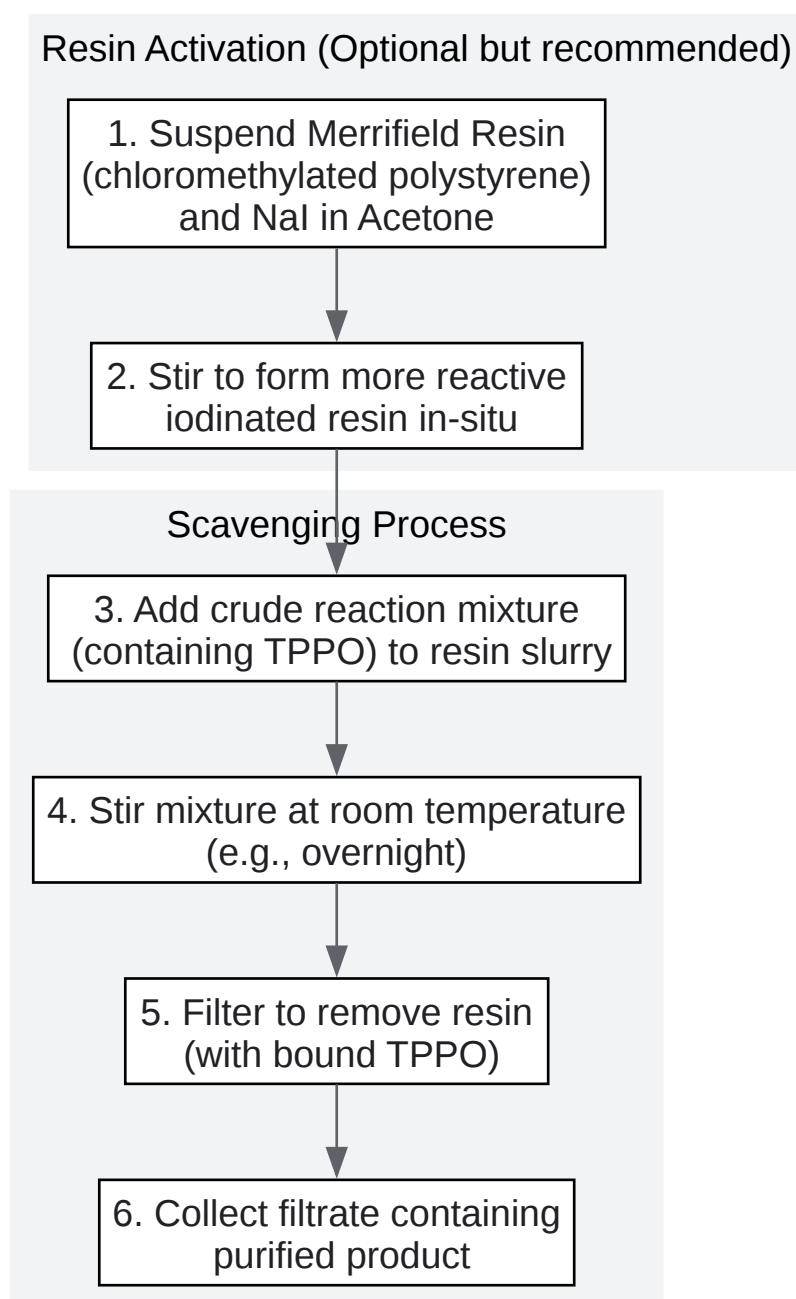 Resin Activation (Optional but recommended)
1. Suspend Merrifield Resin
(chloromethylated polystyrene)
and NaI in Acetone
2. Stir to form more reactive
iodinated resin in-situ
Scavenging Process
3. Add crude reaction mixture
(containing TPPO) to resin slurry
4. Stir mixture at room temperature
(e.g., overnight)
5. Filter to remove resin
(with bound TPPO)
6. Collect filtrate containing
purified product